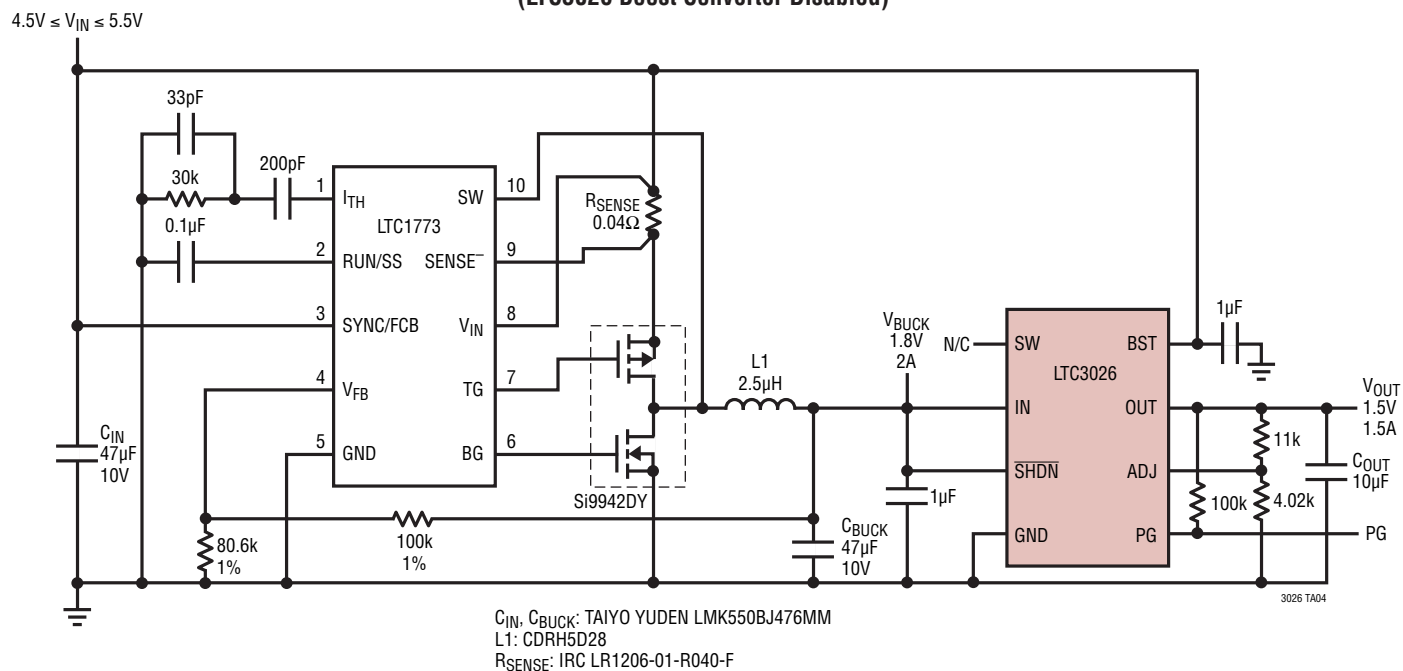 4.5V ≤ VIN ≤ 5.5V
33pF
30k
200pF
0.1µF
1
ITH
2
RUN/SS
3
SYNC/FCB
4
VFB
5
GND
LTC1773
SW
10
SENSE–
9
VIN
8
TG
7
BG
6
RSENSE
0.04Ω
Si9942DY
L1
2.5µH
VBUCK
1.8V
2A
N/C
SW
BST
LTC3026
IN
OUT
SHDN
ADJ
GND
PG
1µF
VOUT
1.5V
1.5A
11k
COUT
10µF
100k
4.02k
PG
1µF
CIN
47µF
10V
80.6k
1%
100k
1%
CBUCK
47µF
10V
3026 TA04
CIN, CBUCK: TAIYO YUDEN LMK550BJ476MM
L1: CDRH5D28
RSENSE: IRC LR1206-01-R040-F